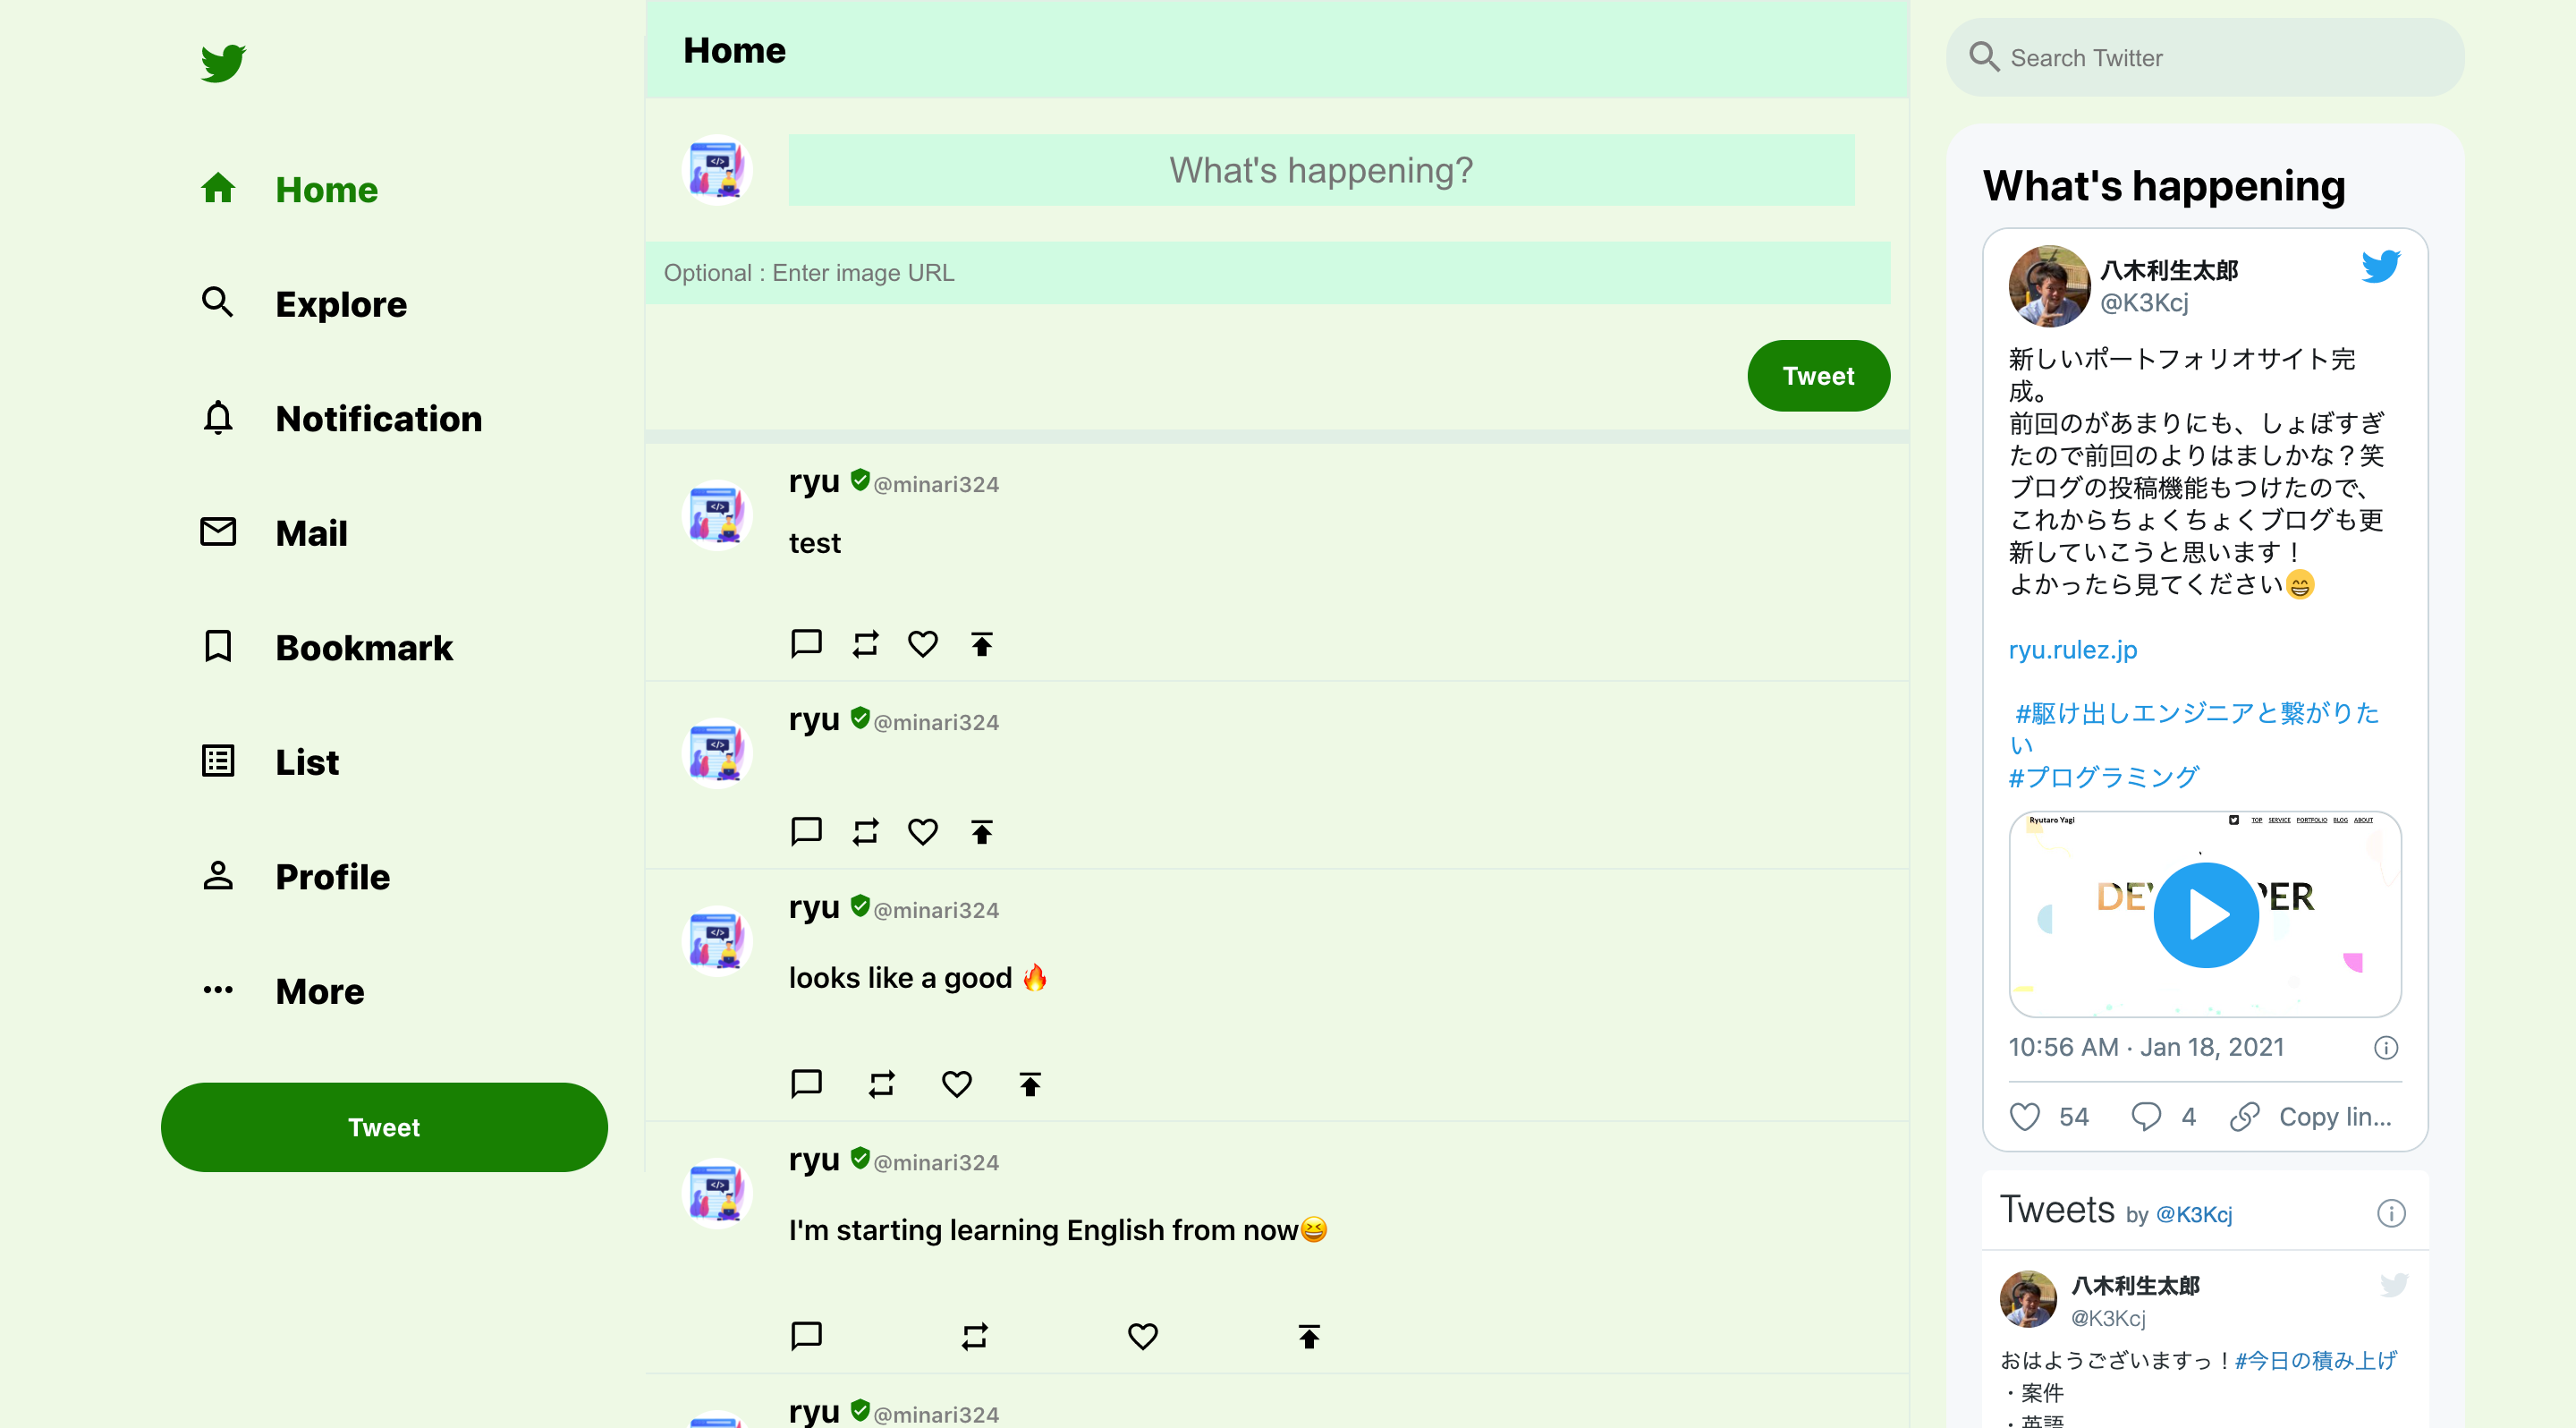 Home
Explore
Notification
Mail
Bookmark
List
Profile
More
Tweet
Home
What's happening?
Optional : Enter image URL
Tweet
ryu @minari324
test
ryu @minari324
ryu @minari324
looks like a good 🔥
ryu @minari324
I'm starting learning English from now😆
ryu @minari324
Search Twitter
What's happening
八木利生太郎
@K3Kcj
新しいポートフォリオサイト完
成。
前回のがあまりにも、しょぼすぎ
たので前回のよりはましかな？笑
ブログの投稿機能もつけたので、
これからちょくちょくブログも更
新していこうと思います！
よかったら見てください😁
ryu.rulez.jp
#駆け出しエンジニアと繋がりた
い
#プログラミング
Ryutaro Yagi TOP SERVICE PORTFOLIO BLOG ABOUT
10:56 AM · Jan 18, 2021
54 4 Copy lin...
Tweets by @K3Kcj
八木利生太郎
@K3Kcj
おはようございますっ！#今日の積み上げ
・案件
・英語